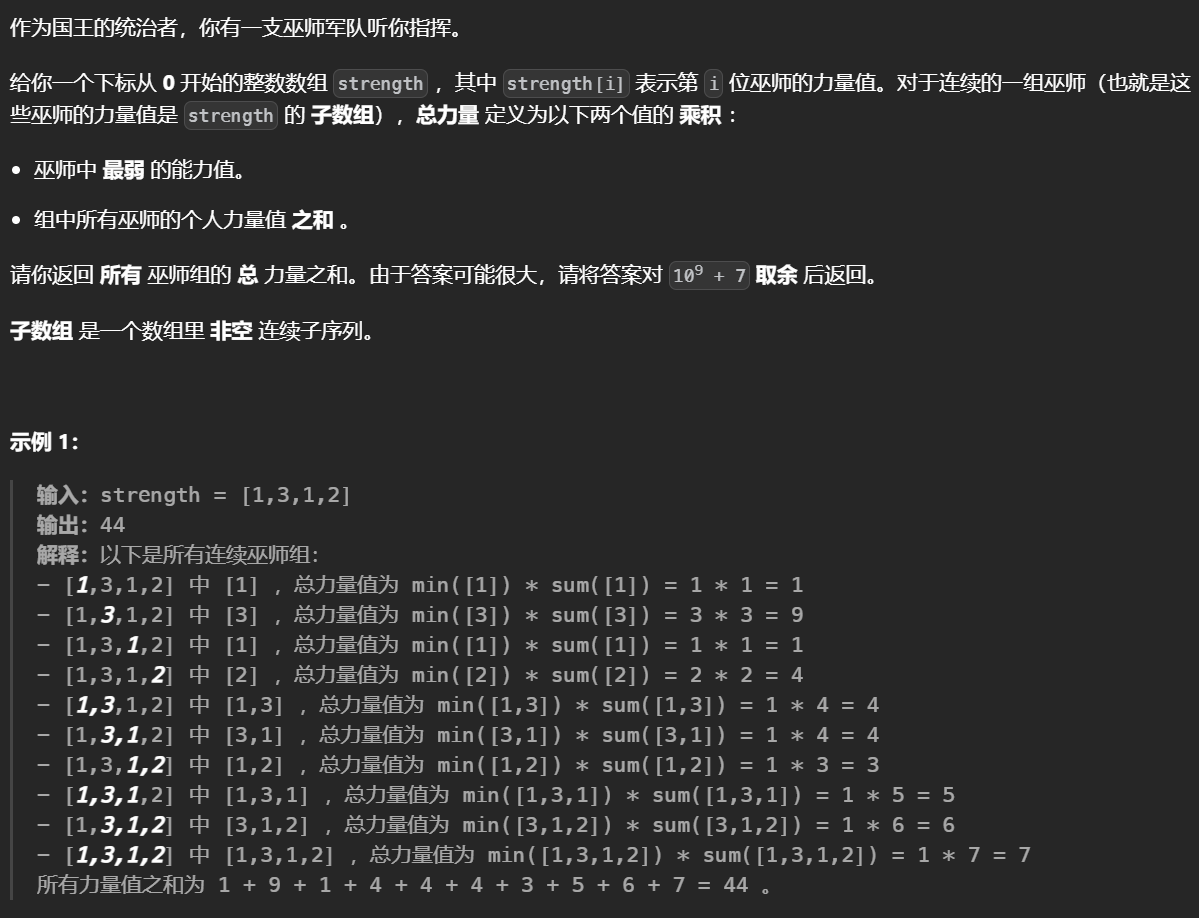 作为国王的统治者，你有一支巫师军队听你指挥。
给你一个下标从 0 开始的整数数组 strength ，其中 strength[i] 表示第 i 位巫师的力量值。对于连续的一组巫师（也就是这
些巫师的力量值是 strength 的 子数组），总力量 定义为以下两个值的 乘积 ：
• 巫师中 最弱 的能力值。
• 组中所有巫师的个人力量值 之和 。
请你返回 所有 巫师组的 总 力量之和。由于答案可能很大，请将答案对 10⁹ + 7 取余 后返回。
子数组 是一个数组里 非空 连续子序列。
示例 1：
输入：strength = [1,3,1,2]
输出：44
解释：以下是所有连续巫师组：
- [1,3,1,2] 中 [1] ，总力量值为 min([1]) * sum([1]) = 1 * 1 = 1
- [1,3,1,2] 中 [3] ，总力量值为 min([3]) * sum([3]) = 3 * 3 = 9
- [1,3,1,2] 中 [1] ，总力量值为 min([1]) * sum([1]) = 1 * 1 = 1
- [1,3,1,2] 中 [2] ，总力量值为 min([2]) * sum([2]) = 2 * 2 = 4
- [1,3,1,2] 中 [1,3] ，总力量值为 min([1,3]) * sum([1,3]) = 1 * 4 = 4
- [1,3,1,2] 中 [3,1] ，总力量值为 min([3,1]) * sum([3,1]) = 1 * 4 = 4
- [1,3,1,2] 中 [1,2] ，总力量值为 min([1,2]) * sum([1,2]) = 1 * 3 = 3
- [1,3,1,2] 中 [1,3,1] ，总力量值为 min([1,3,1]) * sum([1,3,1]) = 1 * 5 = 5
- [1,3,1,2] 中 [3,1,2] ，总力量值为 min([3,1,2]) * sum([3,1,2]) = 1 * 6 = 6
- [1,3,1,2] 中 [1,3,1,2] ，总力量值为 min([1,3,1,2]) * sum([1,3,1,2]) = 1 * 7 = 7
所有力量值之和为 1 + 9 + 1 + 4 + 4 + 4 + 3 + 5 + 6 + 7 = 44 。